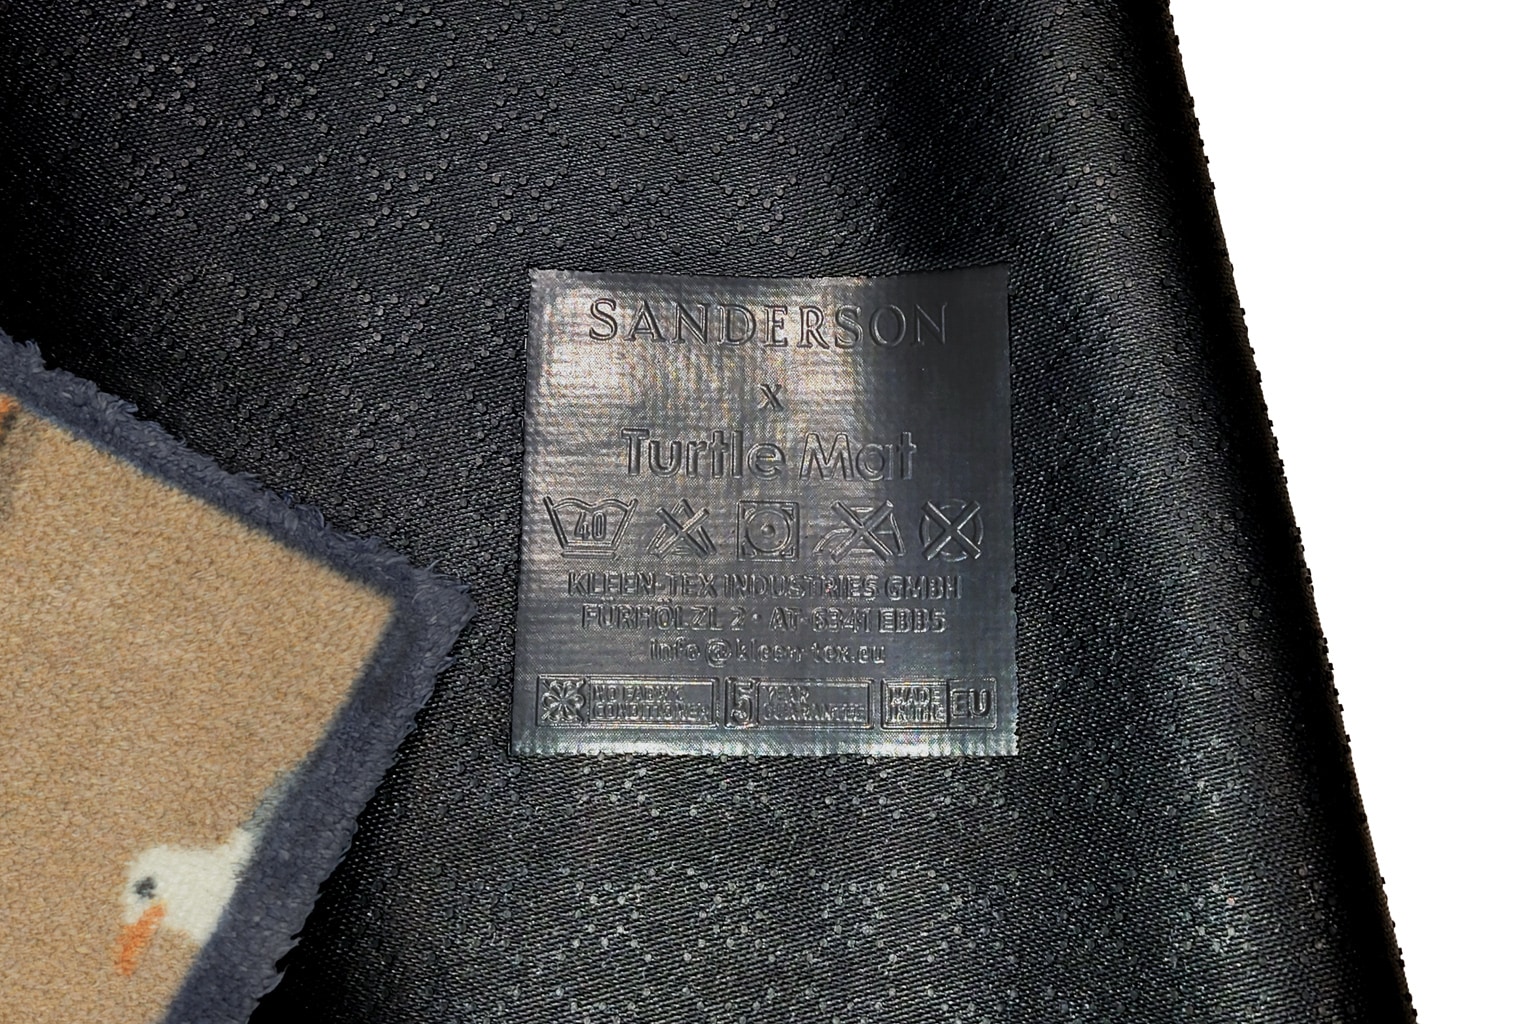 SANDERSON
x
Turtle Mat
40
KLEEN-TEX INDUSTRIES GMBH
FÜRHÖLZL 2 · AT-6341 EBBS
info@kleen-tex.eu
NO FABRIC CONDITIONER
5 YEAR GUARANTEE
MADE IN THE EU